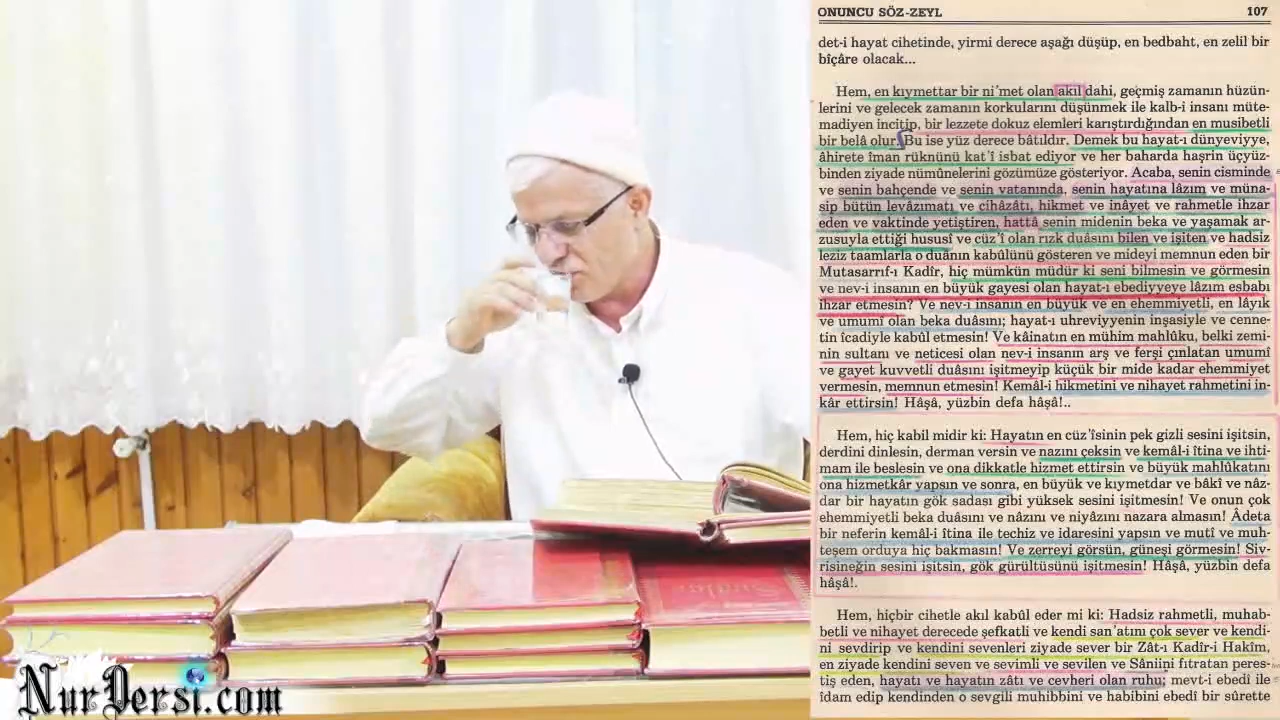 ONUNCU SÖZ-ZEYL 107
det-i hayat cihetinde, yirmi derece aşağı düşüp, en bedbaht, en zelil bir
bîçâre olacak...
Hem, en kıymettar bir ni'met olan akıl dahi, geçmiş zamanın hüzün-
lerini ve gelecek zamanın korkularını düşünmek ile kalb-i insanı müte-
madiyen incitip, bir lezzete dokuz elemleri karıştırdığından en musibetli
bir belâ olur. Bu ise yüz derece bâtıldır. Demek bu hayat-ı dünyeviyye,
âhirete îman rüknünü kat'î isbat ediyor ve her baharda haşrin üçyüz-
binden ziyade nümûnelerini gözümüze gösteriyor. Acaba, senin cisminde
ve senin bahçende ve senin vatanında, senin hayatına lâzım ve müna-
sip bütün levâzımatı ve cihâzâtı, hikmet ve inâyet ve rahmetle ihzar
eden ve vaktinde yetiştiren, hattâ senin midenin beka ve yaşamak ar-
zusuyla ettiği hususî ve cüz'î olan rızk duâsını bilen ve işiten ve hadsiz
leziz taamlarla o duânın kabûlünü gösteren ve mideyi memnun eden bir
Mutasarrıf-ı Kadîr, hiç mümkün müdür ki seni bilmesin ve görmesin
ve nev-i insanın en büyük gayesi olan hayat-ı ebediyyeye lâzım esbabı
ihzar etmesin? Ve nev-i insanın en büyük ve en ehemmiyetli, en lâyık
ve umumî olan beka duâsını; hayat-ı uhreviyyenin inşasiyle ve cenne-
tin îcadiyle kabûl etmesin! Ve kâinatın en mühim mahlûku, belki zemi-
nin sultanı ve neticesi olan nev-i insanın arş ve ferşi çınlatan umumî
ve gayet kuvvetli duâsını işitmeyip küçük bir mide kadar ehemmiyet
vermesin, memnun etmesin! Kemâl-i hikmetini ve nihayet rahmetini in-
kâr ettirsin! Hâşâ, yüzbin defa hâşâ!..
Hem, hiç kabil midir ki: Hayatın en cüz'îsinin pek gizli sesini işitsin,
derdini dinlesin, derman versin ve nazını çeksin ve kemâl-i îtina ve ihti-
mam ile beslesin ve ona dikkatle hizmet ettirsin ve büyük mahlûkatını
ona hizmetkâr yapsın ve sonra, en büyük ve kıymetdar ve bâkî ve nâz-
dar bir hayatın gök sadası gibi yüksek sesini işitmesin! Ve onun çok
ehemmiyetli beka duâsını ve nâzını ve niyâzını nazara almasın! Âdeta
bir neferin kemâl-i îtina ile techiz ve idaresini yapsın ve mutî ve muh-
teşem orduya hiç bakmasın! Ve zerreyi görsün, güneşi görmesin! Siv-
risineğin sesini işitsin, gök gürültüsünü işitmesin! Hâşâ, yüzbin defa
hâşâ!.
Hem, hiçbir cihetle akıl kabûl eder mi ki: Hadsiz rahmetli, muhab-
betli ve nihayet derecede şefkatli ve kendi san'atını çok sever ve kendi-
ni sevdirip ve kendini sevenleri ziyade sever bir Zât-ı Kadîr-i Hakîm,
en ziyade kendini seven ve sevimli ve sevilen ve Sâniini fıtratan peres-
tiş eden, hayatı ve hayatın zâtı ve cevheri olan ruhu; mevt-i ebedî ile
îdam edip kendinden o sevgili muhibbini ve habîbini ebedî bir sûrette
NurDersi.com